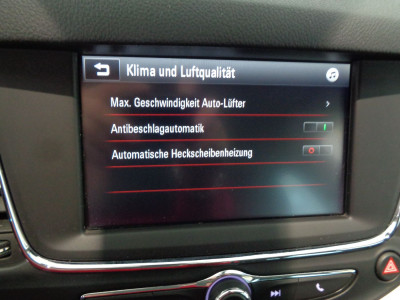 Klima und Luftqualität
Max. Geschwindigkeit Auto-Lüfter
Antibeschlagautomatik
Automatische Heckscheibenheizung